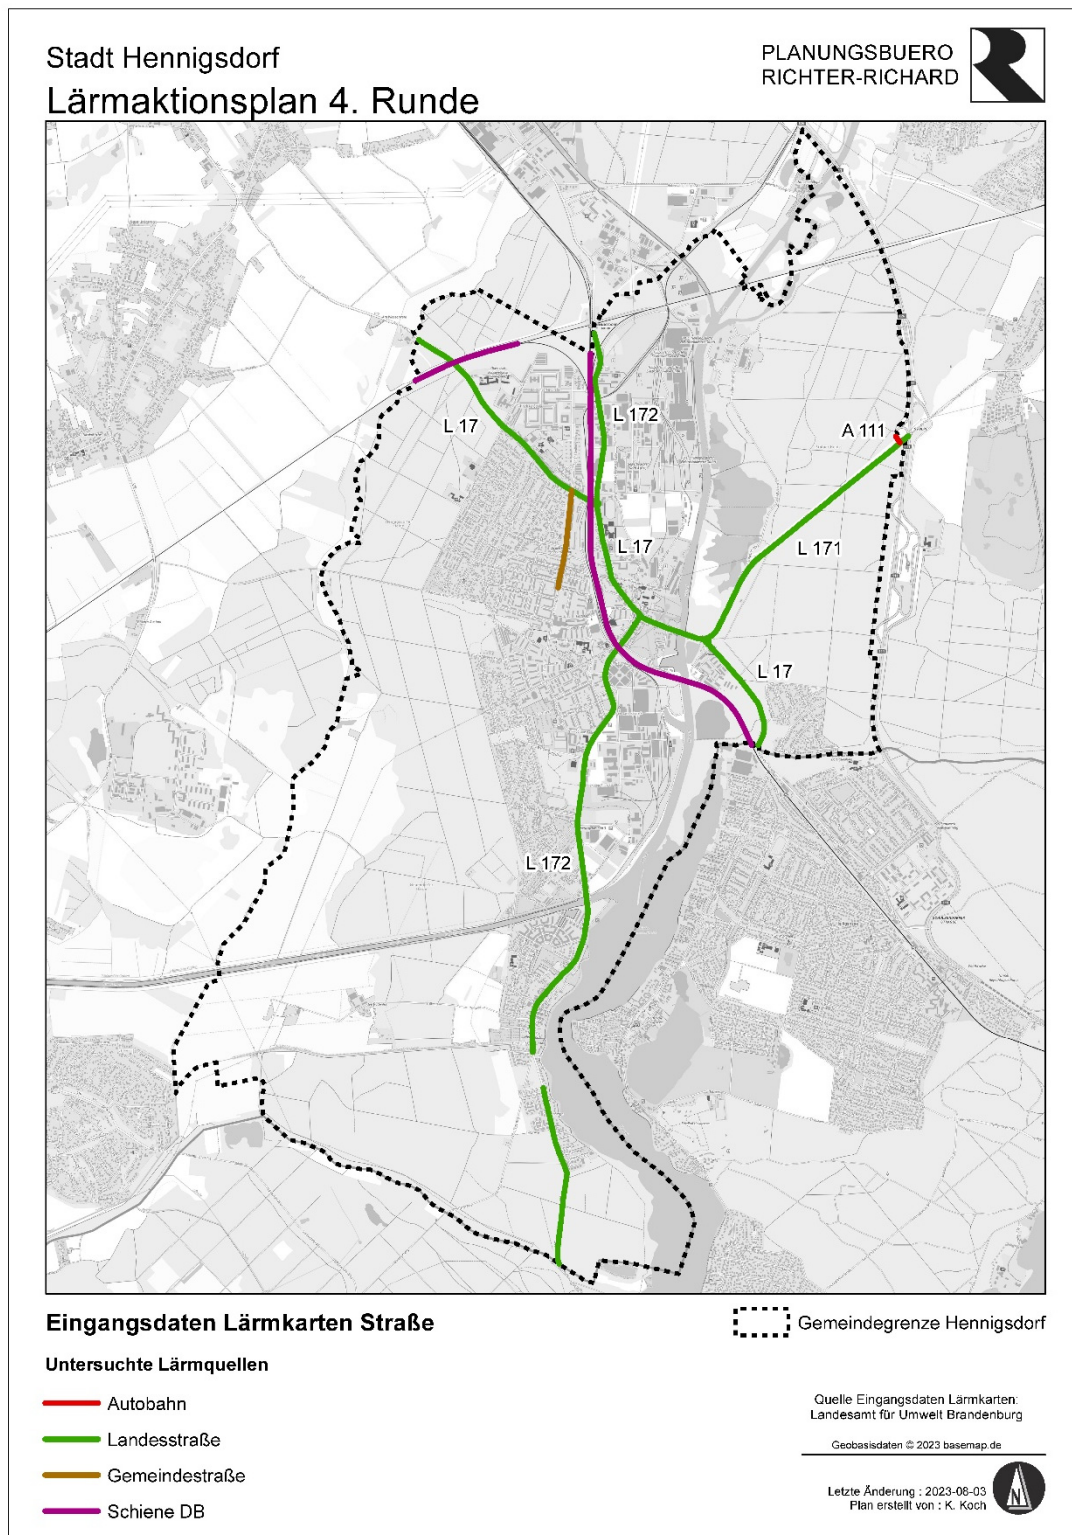 Stadt Hennigsdorf
Lärmaktionsplan 4. Runde
PLANUNGSBUERO
RICHTER-RICHARD
L 172
L 17
A 111
L 17
L 171
L 17
L 172
Eingangsdaten Lärmkarten Straße
Gemeindegrenze Hennigsdorf
Untersuchte Lärmquellen
Autobahn
Landesstraße
Gemeindestraße
Schiene DB
Quelle Eingangsdaten Lärmkarten:
Landesamt für Umwelt Brandenburg
Geobasisdaten © 2023 basemap.de
Letzte Änderung : 2023-08-03
Plan erstellt von : K. Koch
N